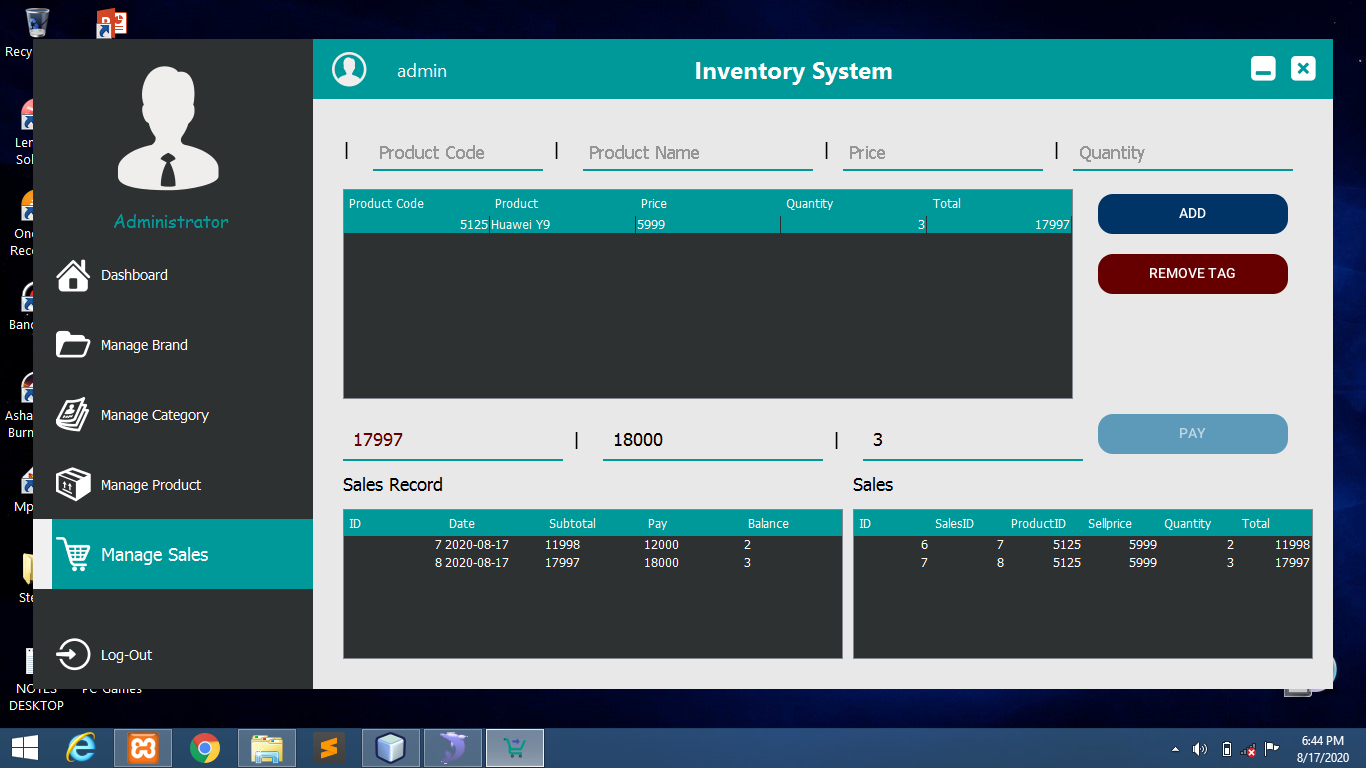 Recy
admin
Inventory System
Len
Sol
Product Code
Product Name
Price
Quantity
Administrator
Product Code Product Price Quantity Total
5125 Huawei Y9 5999 3 17997
ADD
REMOVE TAG
Dashboard
Manage Brand
Manage Category
Manage Product
Manage Sales
Log-Out
One
Reco
Band
Asha
Burn
Mp
Ste
17997 | 18000 | 3
PAY
Sales Record
Sales
ID Date Subtotal Pay Balance
7 2020-08-17 11998 12000 2
8 2020-08-17 17997 18000 3
ID SalesID ProductID Sellprice Quantity Total
6 7 5125 5999 2 11998
7 8 5125 5999 3 17997
NOTES
DESKTOP
PC Games
6:44 PM
8/17/2020